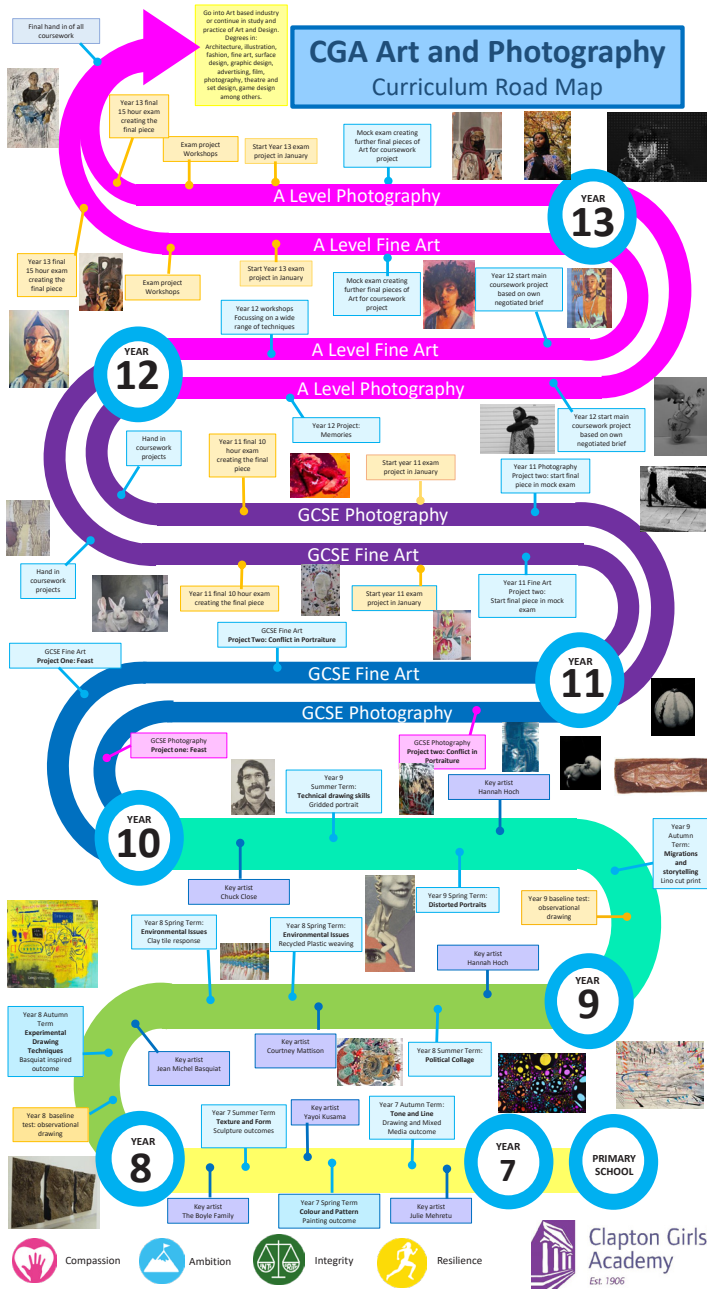 CGA Art and Photography
Curriculum Road Map
Go into Art based industry
or continue in study and
practice of Art and Design.
Degrees in:
Architecture, illustration,
fashion, fine art, surface
design, graphic design,
advertising, film,
photography, theatre and
set design, game design
among others.
Final hand in of all
coursework
Year 13 final
15 hour exam
creating the
final piece
Exam project
Workshops
Start Year 13 exam
project in January
Mock exam creating
further final pieces of
Art for coursework
project
A Level Photography
YEAR
13
A Level Fine Art
Year 13 final
15 hour exam
creating the
final piece
Exam project
Workshops
Start Year 13 exam
project in January
Mock exam creating
further final pieces of
Art for coursework
project
Year 12 start main
coursework project
based on own
negotiated brief
Year 12 workshops
Focussing on a wide
range of techniques
YEAR
12
A Level Fine Art
A Level Photography
Year 12 Project:
Memories
Year 12 start main
coursework project
based on own
negotiated brief
Hand in
coursework
projects
Year 11 final 10
hour exam
creating the final
piece
Start year 11 exam
project in January
Year 11 Photography
Project two: start final
piece in mock exam
GCSE Photography
GCSE Fine Art
Hand in
coursework
projects
Year 11 final 10 hour exam
creating the final piece
Start year 11 exam
project in January
Year 11 Fine Art
Project two:
Start final piece in mock
exam
GCSE Fine Art
Project Two: Conflict in Portraiture
GCSE Fine Art
Project One: Feast
GCSE Fine Art
YEAR
11
GCSE Photography
GCSE Photography
Project one: Feast
GCSE Photography
Project two: Conflict in
Portraiture
Year 9
Summer Term:
Technical drawing skills
Gridded portrait
Key artist
Hannah Hoch
YEAR
10
Year 9
Autumn
Term:
Migrations
and
storytelling
Lino cut print
Key artist
Chuck Close
Year 9 Spring Term:
Distorted Portraits
Year 9 baseline test:
observational
drawing
Year 8 Spring Term:
Environmental Issues
Clay tile response
Year 8 Spring Term:
Environmental Issues
Recycled Plastic weaving
Key artist
Hannah Hoch
YEAR
9
Year 8 Autumn
Term
Experimental
Drawing
Techniques
Basquiat inspired
outcome
Key artist
Jean Michel Basquiat
Key artist
Courtney Mattison
Year 8 Summer Term:
Political Collage
Year 8 baseline
test: observational
drawing
Year 7 Summer Term
Texture and Form
Sculpture outcomes
Key artist
Yayoi Kusama
Year 7 Autumn Term:
Tone and Line
Drawing and Mixed
Media outcome
YEAR
8
YEAR
7
PRIMARY
SCHOOL
Key artist
The Boyle Family
Year 7 Spring Term
Colour and Pattern
Painting outcome
Key artist
Julie Mehretu
Compassion
Ambition
Integrity
Resilience
Clapton Girls
Academy
Est. 1906